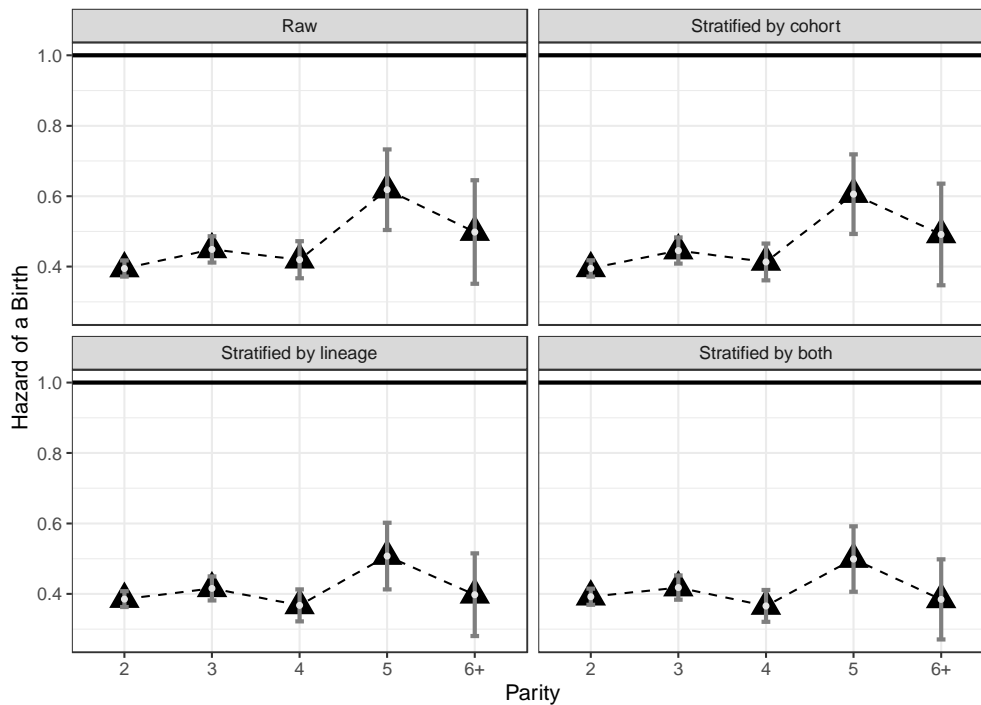 Raw
Stratified by cohort
Hazard of a Birth
1.0
0.8
0.6
0.4
Stratified by lineage
Stratified by both
1.0
0.8
0.6
0.4
2 3 4 5 6+
2 3 4 5 6+
Parity